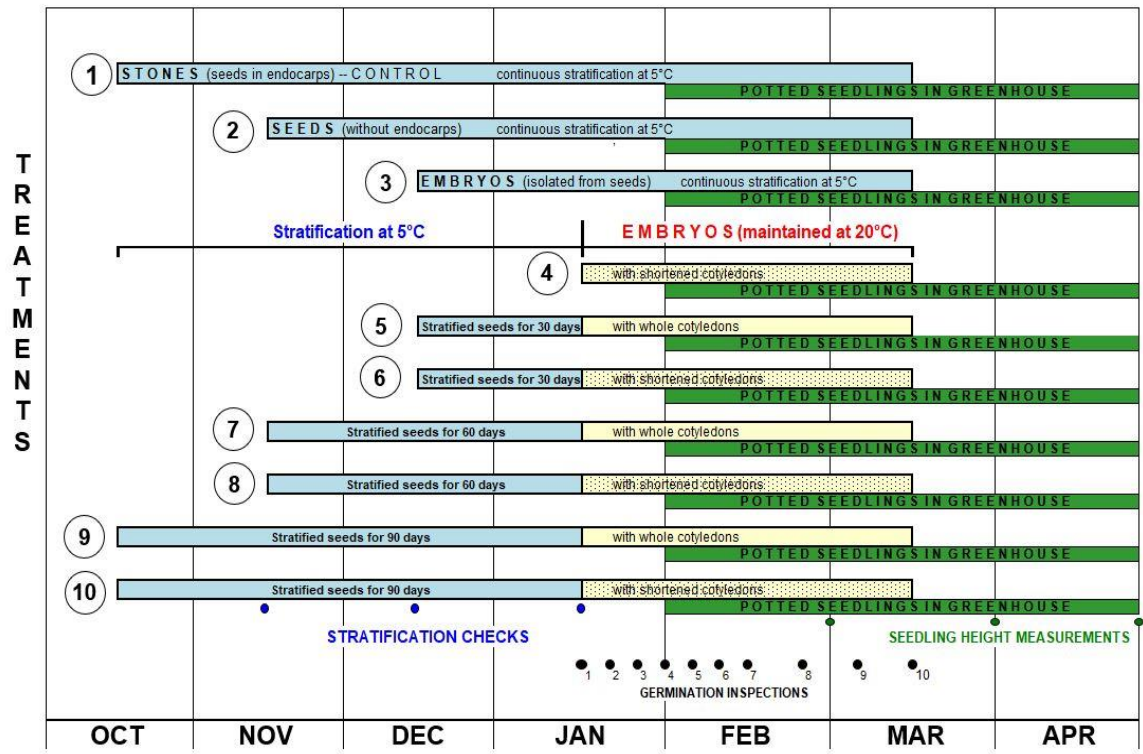 TREATMENTS
1
STONES (seeds in endocarps) -- CONTROL continuous stratification at 5°C
POTTED SEEDLINGS IN GREENHOUSE
2
SEEDS (without endocarps) continuous stratification at 5°C
POTTED SEEDLINGS IN GREENHOUSE
3
EMBRYOS (isolated from seeds) continuous stratification at 5°C
POTTED SEEDLINGS IN GREENHOUSE
Stratification at 5°C
EMBRYOS (maintained at 20°C)
4
with shortened cotyledons
POTTED SEEDLINGS IN GREENHOUSE
5
Stratified seeds for 30 days
with whole cotyledons
POTTED SEEDLINGS IN GREENHOUSE
6
Stratified seeds for 30 days
with shortened cotyledons
POTTED SEEDLINGS IN GREENHOUSE
7
Stratified seeds for 60 days
with whole cotyledons
POTTED SEEDLINGS IN GREENHOUSE
8
Stratified seeds for 60 days
with shortened cotyledons
POTTED SEEDLINGS IN GREENHOUSE
9
Stratified seeds for 90 days
with whole cotyledons
POTTED SEEDLINGS IN GREENHOUSE
10
Stratified seeds for 90 days
with shortened cotyledons
POTTED SEEDLINGS IN GREENHOUSE
STRATIFICATION CHECKS
SEEDLING HEIGHT MEASUREMENTS
1 2 3 4 5 6 7 8 9 10
GERMINATION INSPECTIONS
OCT NOV DEC JAN FEB MAR APR